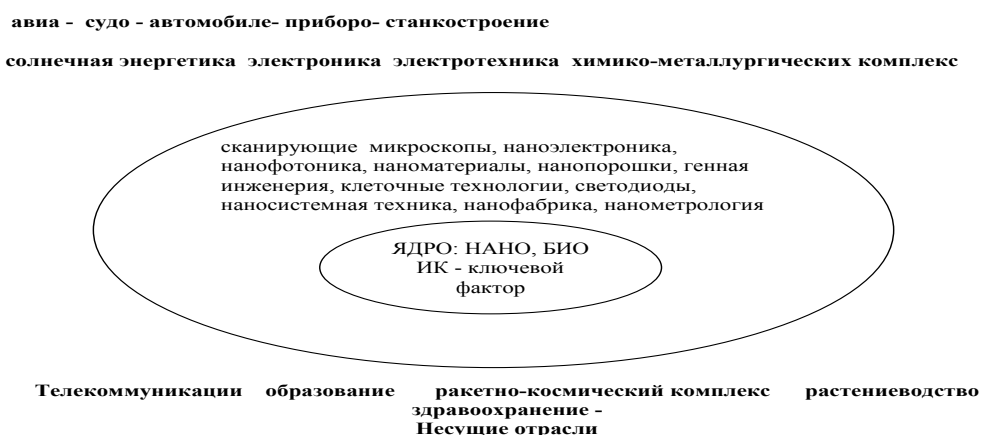 авиа - судо - автомобиле- приборо- станкостроение
солнечная энергетика электроника электротехника химико-металлургических комплекс
сканирующие микроскопы, наноэлектроника,
нанофотоника, наноматериалы, нанопорошки, генная
инженерия, клеточные технологии, светодиоды,
наносистемная техника, нанофабрика, нанометрология
ЯДРО: НАНО, БИО
ИК - ключевой
фактор
Телекоммуникации образование ракетно-космический комплекс растениеводство
здравоохранение -
Несущие отрасли